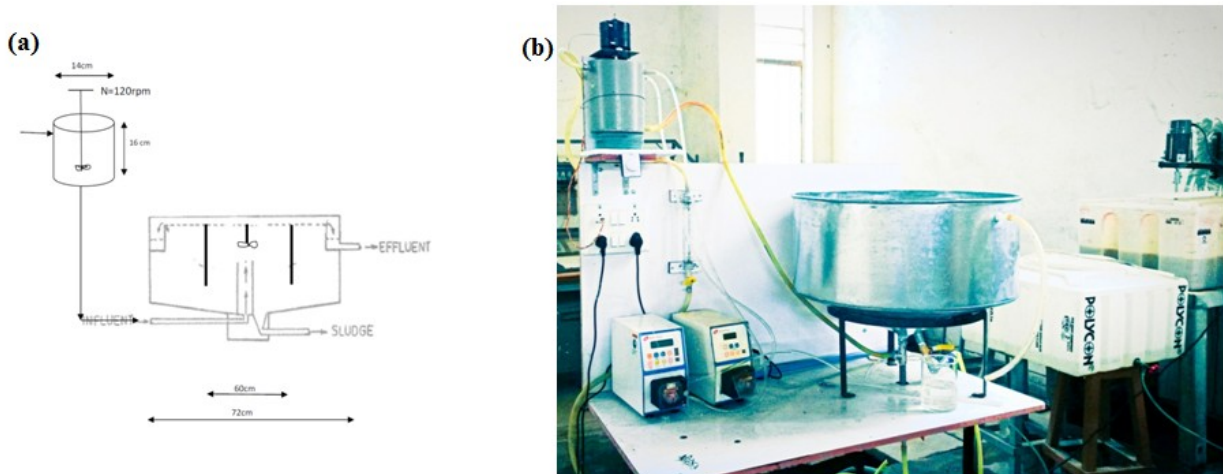 (a)
14cm
N=120rpm
16 cm
EFFLUENT
INFLUENT
SLUDGE
60cm
72cm
(b)
POLYCON
POLYCON